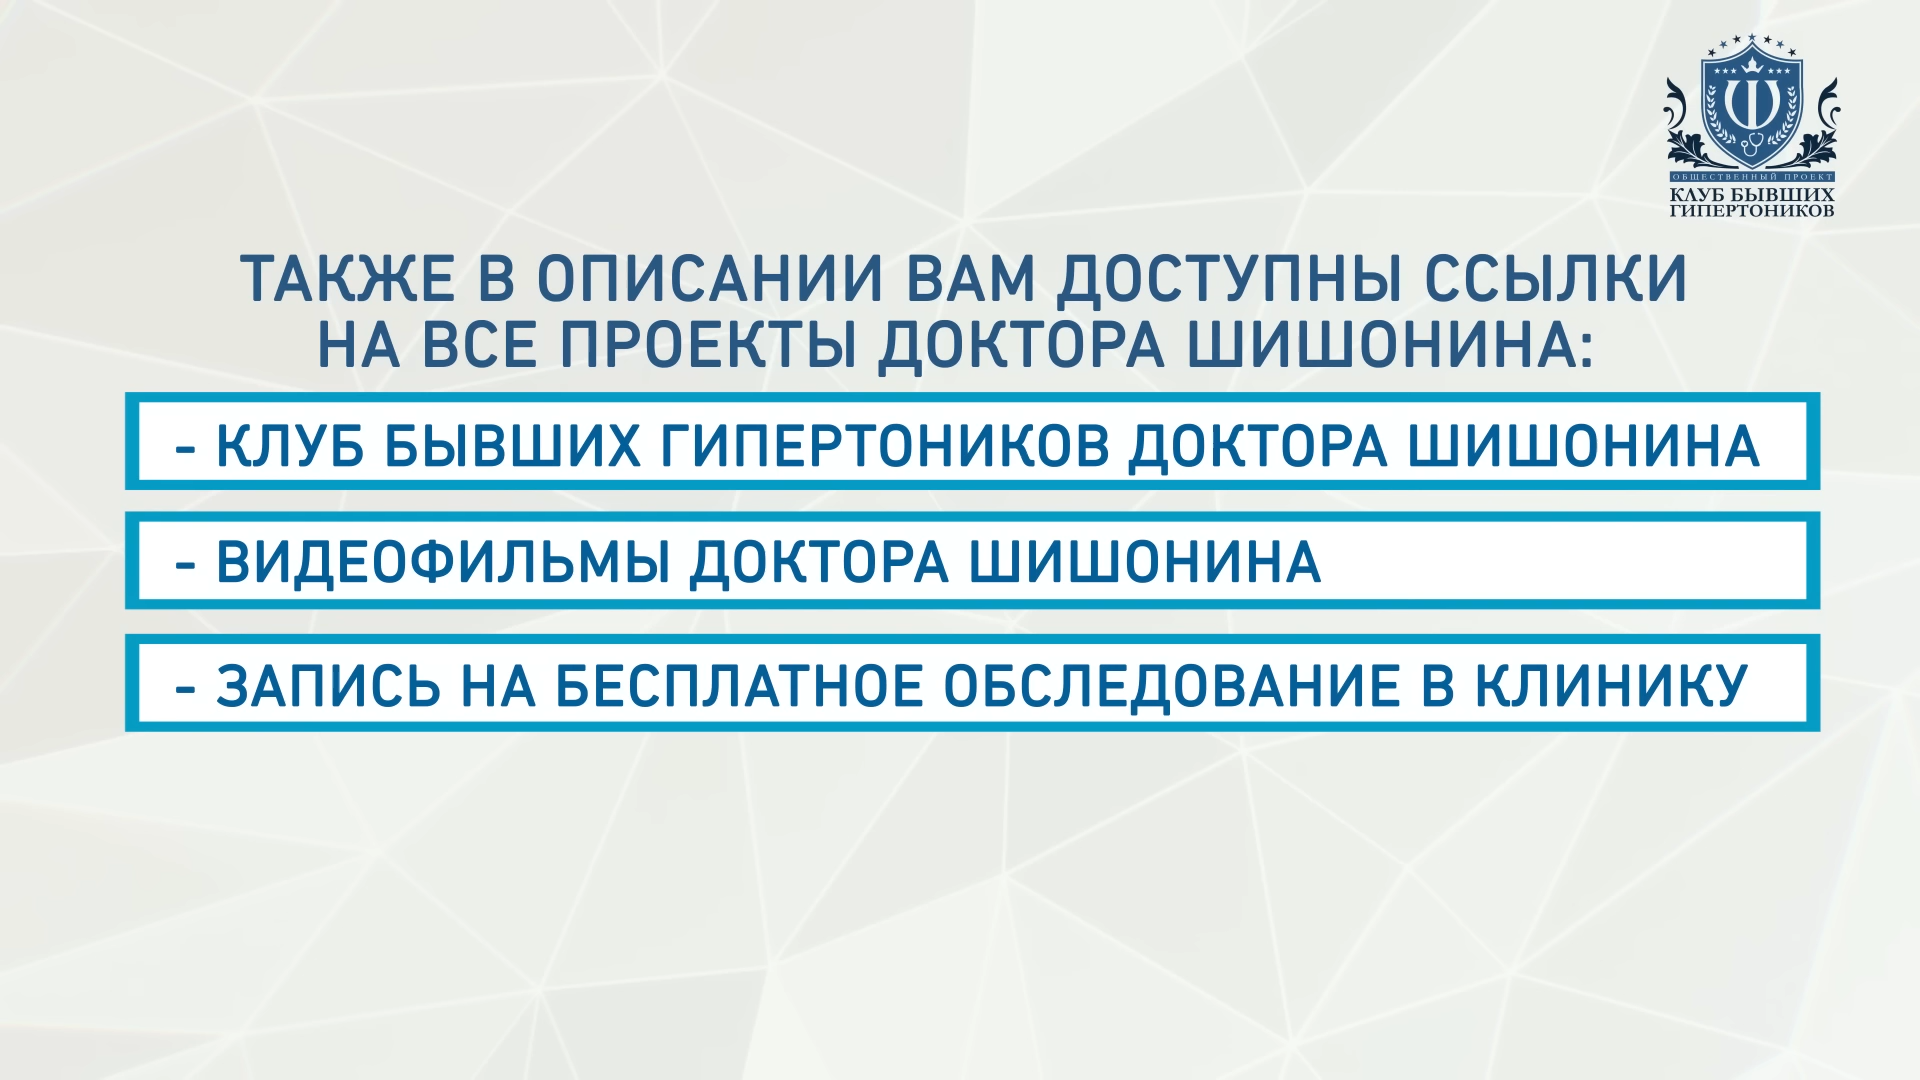 ОБЩЕСТВЕННЫЙ ПРОЕКТ
КЛУБ БЫВШИХ
ГИПЕРТОНИКОВ
ТАКЖЕ В ОПИСАНИИ ВАМ ДОСТУПНЫ ССЫЛКИ
НА ВСЕ ПРОЕКТЫ ДОКТОРА ШИШОНИНА:
- КЛУБ БЫВШИХ ГИПЕРТОНИКОВ ДОКТОРА ШИШОНИНА
- ВИДЕОФИЛЬМЫ ДОКТОРА ШИШОНИНА
- ЗАПИСЬ НА БЕСПЛАТНОЕ ОБСЛЕДОВАНИЕ В КЛИНИКУ